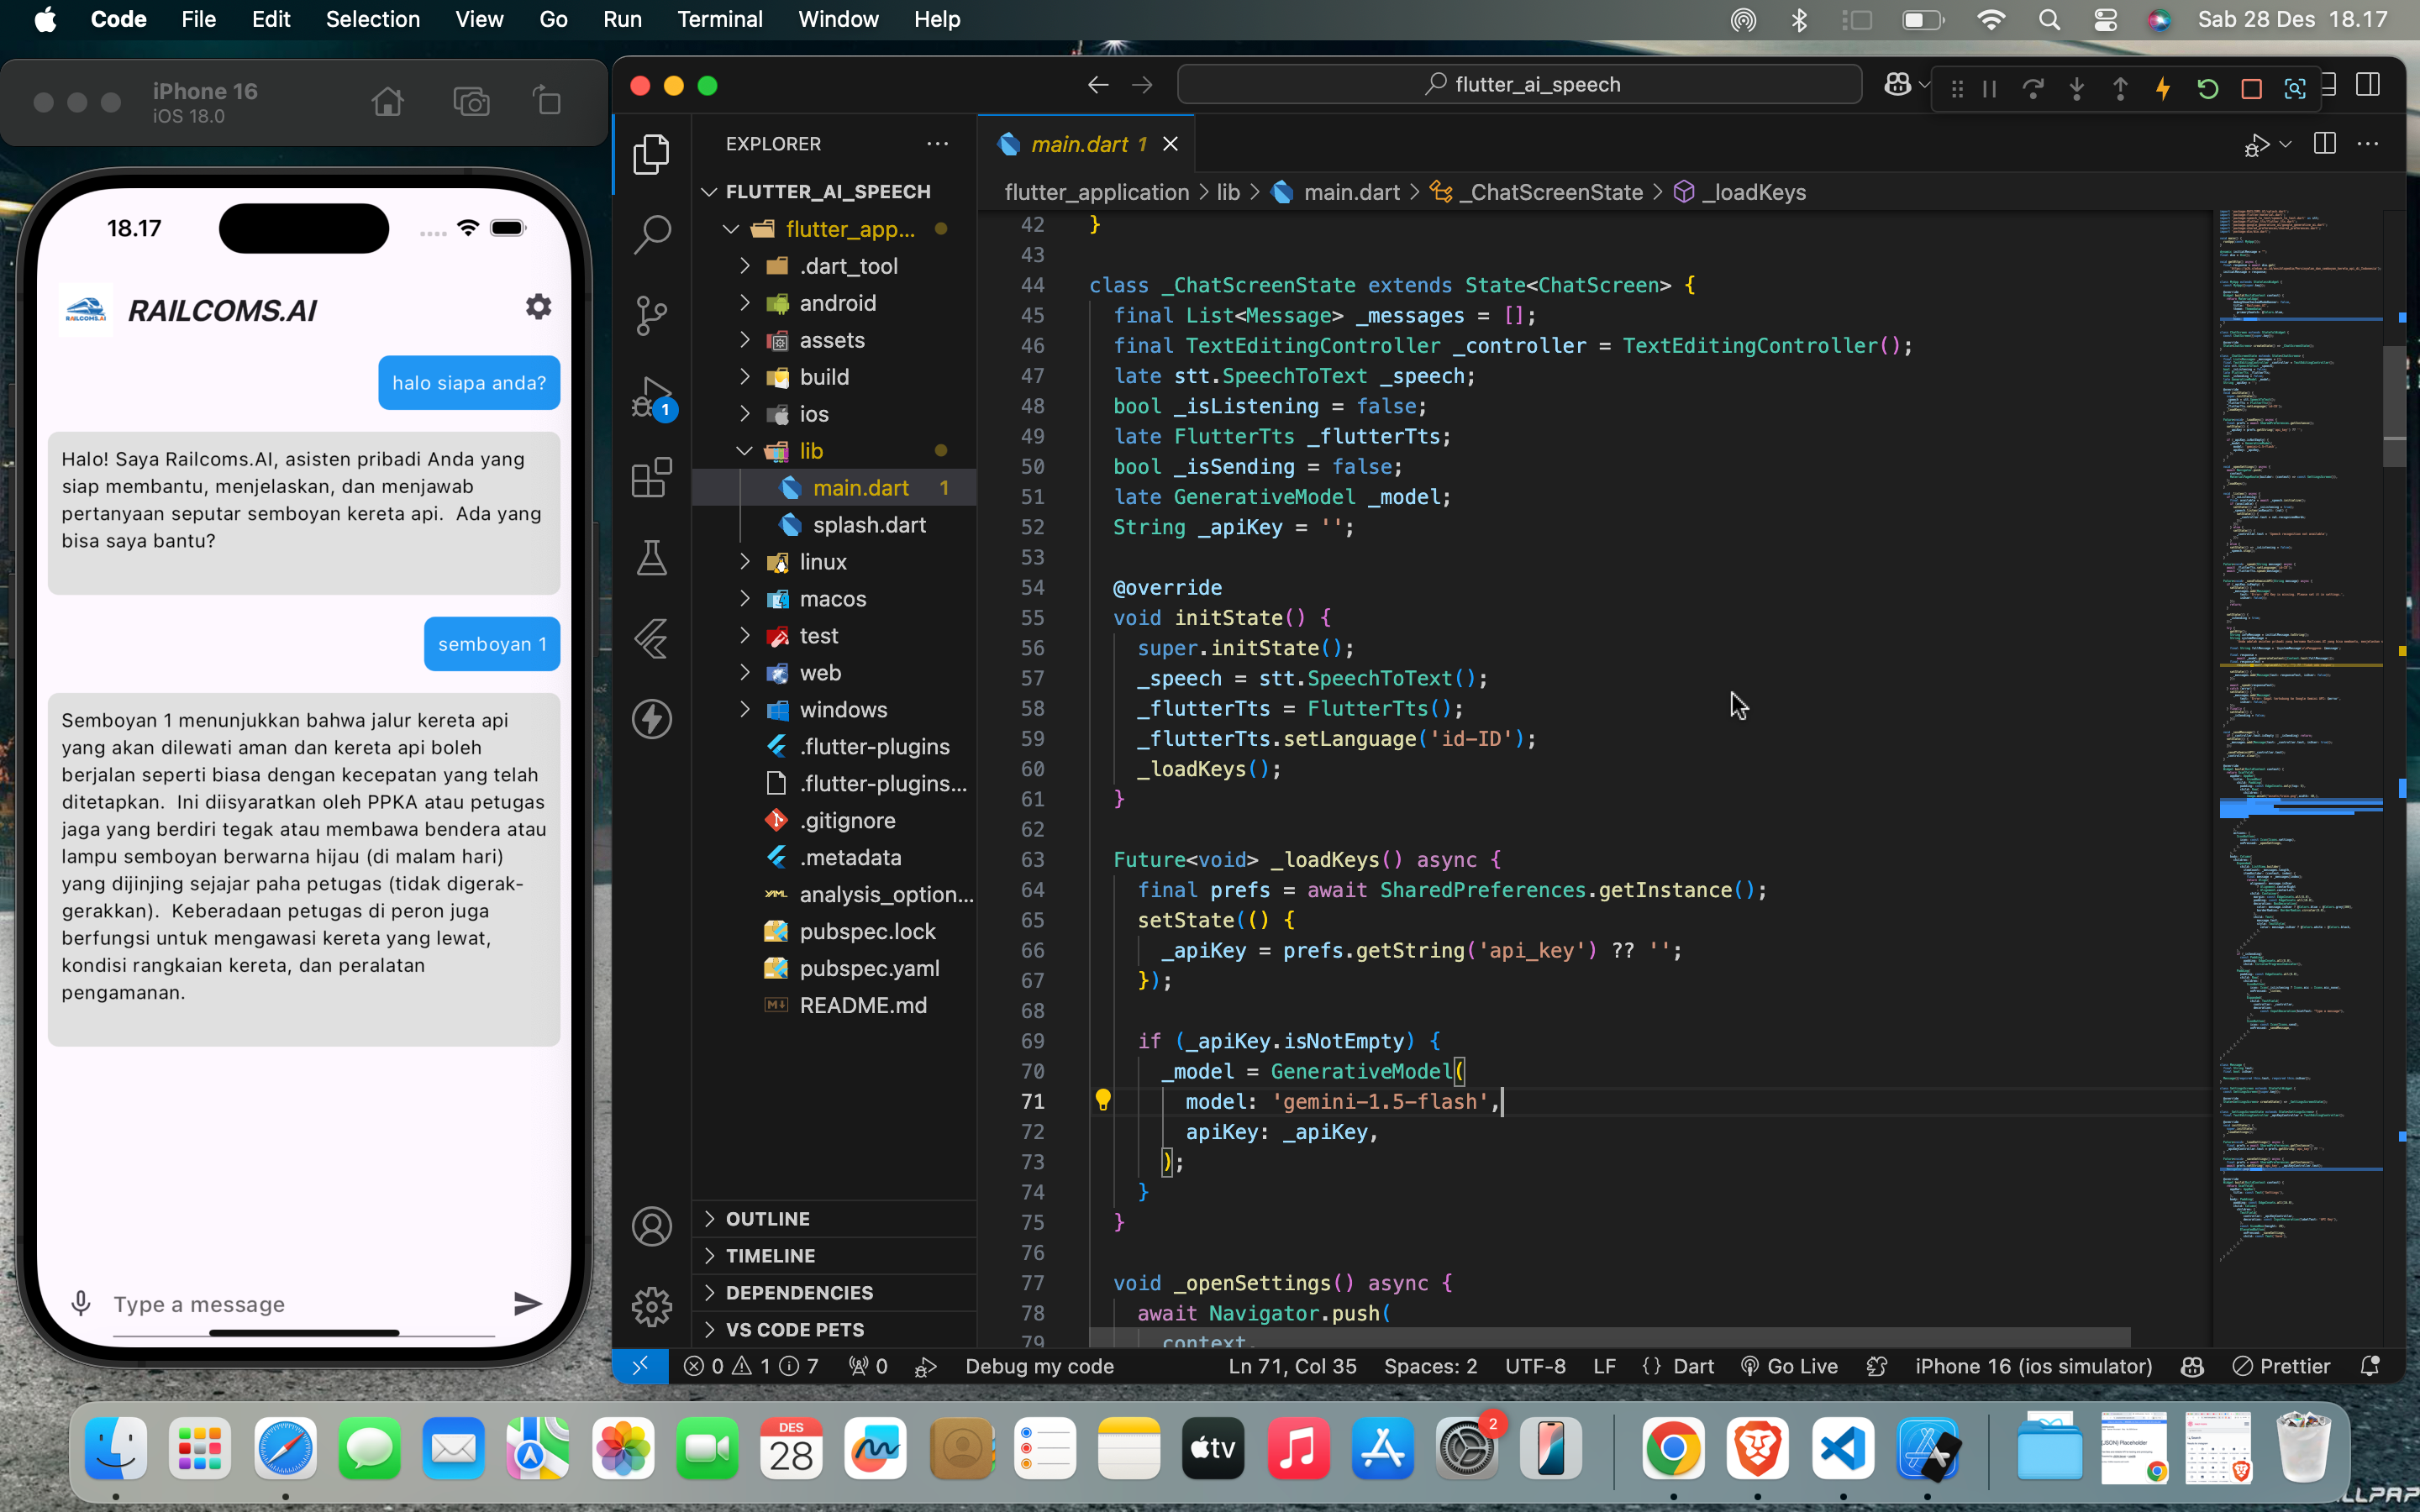 Code File Edit Selection View Go Run Terminal Window Help
Sab 28 Des 18.17
iPhone 16
iOS 18.0
18.17
RAILCOMS.AI
RAILCOMS.AI
halo siapa anda?
Halo! Saya Railcoms.AI, asisten pribadi Anda yang
siap membantu, menjelaskan, dan menjawab
pertanyaan seputar semboyan kereta api.  Ada yang
bisa saya bantu?
semboyan 1
Semboyan 1 menunjukkan bahwa jalur kereta api
yang akan dilewati aman dan kereta api boleh
berjalan seperti biasa dengan kecepatan yang telah
ditetapkan.  Ini diisyaratkan oleh PPKA atau petugas
jaga yang berdiri tegak atau membawa bendera atau
lampu semboyan berwarna hijau (di malam hari)
yang dijinjing sejajar paha petugas (tidak digerak-
gerakkan).  Keberadaan petugas di peron juga
berfungsi untuk mengawasi kereta yang lewat,
kondisi rangkaian kereta, dan peralatan
pengamanan.
Type a message
flutter_ai_speech
1
EXPLORER
FLUTTER_AI_SPEECH
flutter_app...
.dart_tool
android
assets
build
ios
lib
main.dart 1
splash.dart
linux
macos
test
web
windows
.flutter-plugins
.flutter-plugins...
.gitignore
.metadata
analysis_option...
pubspec.lock
pubspec.yaml
README.md
OUTLINE
TIMELINE
DEPENDENCIES
VS CODE PETS
main.dart 1
flutter_application > lib > main.dart > _ChatScreenState > _loadKeys
42 }
43
44 class _ChatScreenState extends State<ChatScreen> {
45 final List<Message> _messages = [];
46 final TextEditingController _controller = TextEditingController();
47 late stt.SpeechToText _speech;
48 bool _isListening = false;
49 late FlutterTts _flutterTts;
50 bool _isSending = false;
51 late GenerativeModel _model;
52 String _apiKey = '';
53
54 @override
55 void initState() {
56 super.initState();
57 _speech = stt.SpeechToText();
58 _flutterTts = FlutterTts();
59 _flutterTts.setLanguage('id-ID');
60 _loadKeys();
61 }
62
63 Future<void> _loadKeys() async {
64 final prefs = await SharedPreferences.getInstance();
65 setState(() {
66 _apiKey = prefs.getString('api_key') ?? '';
67 });
68
69 if (_apiKey.isNotEmpty) {
70 _model = GenerativeModel(
71 model: 'gemini-1.5-flash',
72 apiKey: _apiKey,
73 );
74 }
75 }
76
77 void _openSettings() async {
78 await Navigator.push(
79 context,
0 1 7 0 Debug my code Ln 71, Col 35 Spaces: 2 UTF-8 LF {} Dart Go Live iPhone 16 (ios simulator) Prettier
DES
28
tv
2